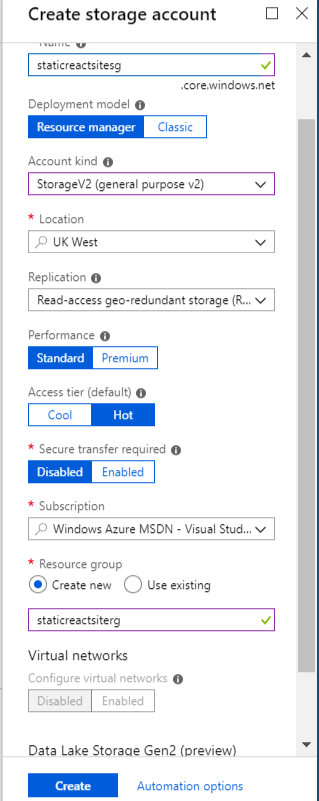 Create storage account
Name
staticreactsitesg
.core.windows.net
Deployment model
Resource manager Classic
Account kind
StorageV2 (general purpose v2)
* Location
UK West
Replication
Read-access geo-redundant storage (R...
Performance
Standard Premium
Access tier (default)
Cool Hot
* Secure transfer required
Disabled Enabled
* Subscription
Windows Azure MSDN - Visual Stud...
* Resource group
Create new Use existing
staticreactsiterg
Virtual networks
Configure virtual networks
Disabled Enabled
Data Lake Storage Gen2 (preview)
Create Automation options